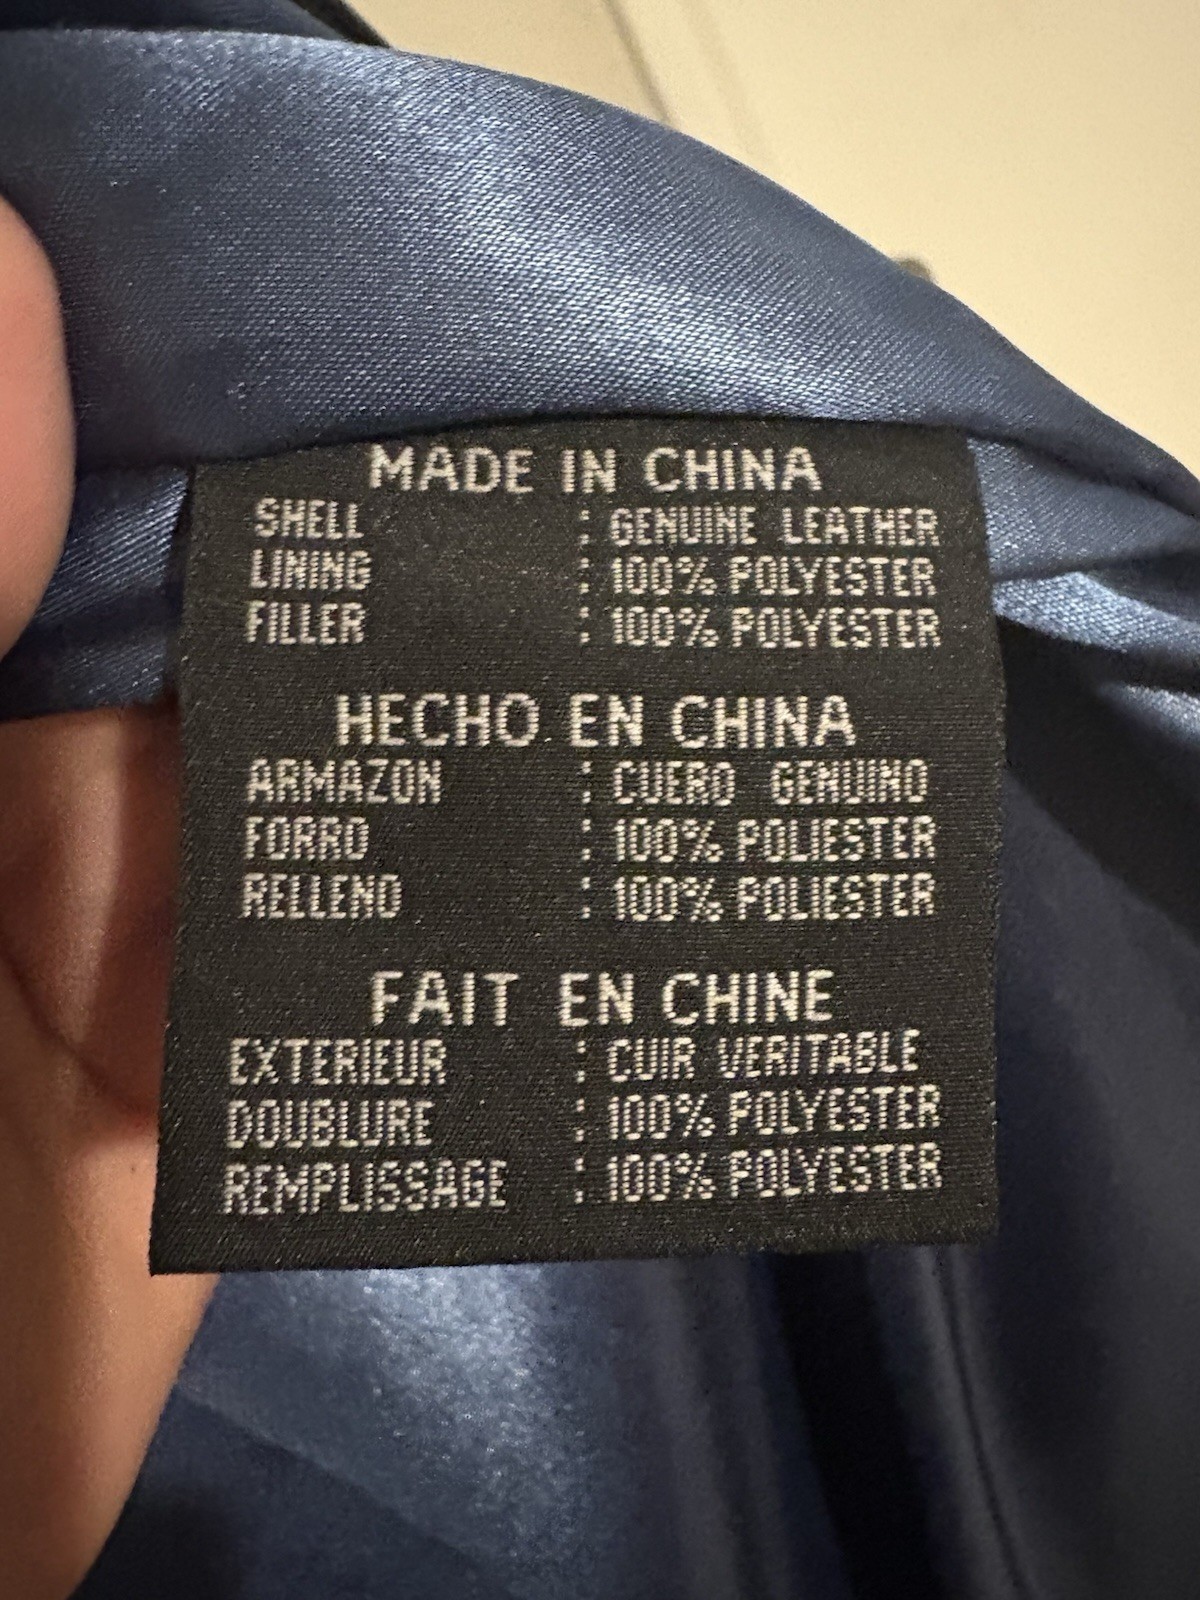 MADE IN CHINA
SHELL : GENUINE LEATHER
LINING : 100% POLYESTER
FILLER : 100% POLYESTER
HECHO EN CHINA
ARMAZON : CUERO GENUINO
FORRO : 100% POLIESTER
RELLENO : 100% POLIESTER
FAIT EN CHINE
EXTERIEUR : CUIR VERITABLE
DOUBLURE : 100% POLYESTER
REMPLISSAGE : 100% POLYESTER